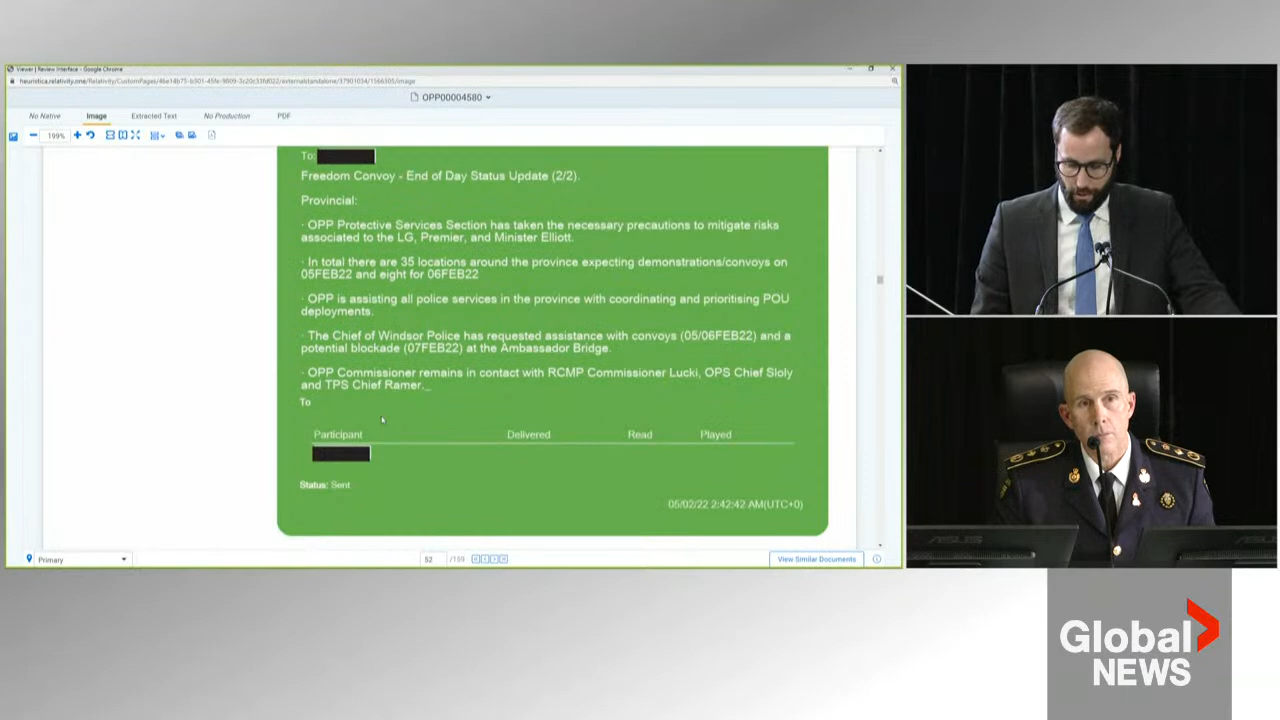 Viewer | Review Interface - Google Chrome
OPP00004580
No Native Image Extracted Text No Production PDF
199%
To:
Freedom Convoy - End of Day Status Update (2/2).
Provincial:
· OPP Protective Services Section has taken the necessary precautions to mitigate risks
associated to the LG, Premier, and Minister Elliott.
· In total there are 35 locations around the province expecting demonstrations/convoys on
05FEB22 and eight for 06FEB22
· OPP is assisting all police services in the province with coordinating and prioritising POU
deployments.
· The Chief of Windsor Police has requested assistance with convoys (05/06FEB22) and a
potential blockade (07FEB22) at the Ambassador Bridge.
· OPP Commissioner remains in contact with RCMP Commissioner Lucki, OPS Chief Sloly
and TPS Chief Ramer._
To
Participant Delivered Read Played
Status: Sent
05/02/22 2:42:42 AM(UTC+0)
Primary 52 /159 View Similar Documents
ASUS
ASUS
Global
NEWS